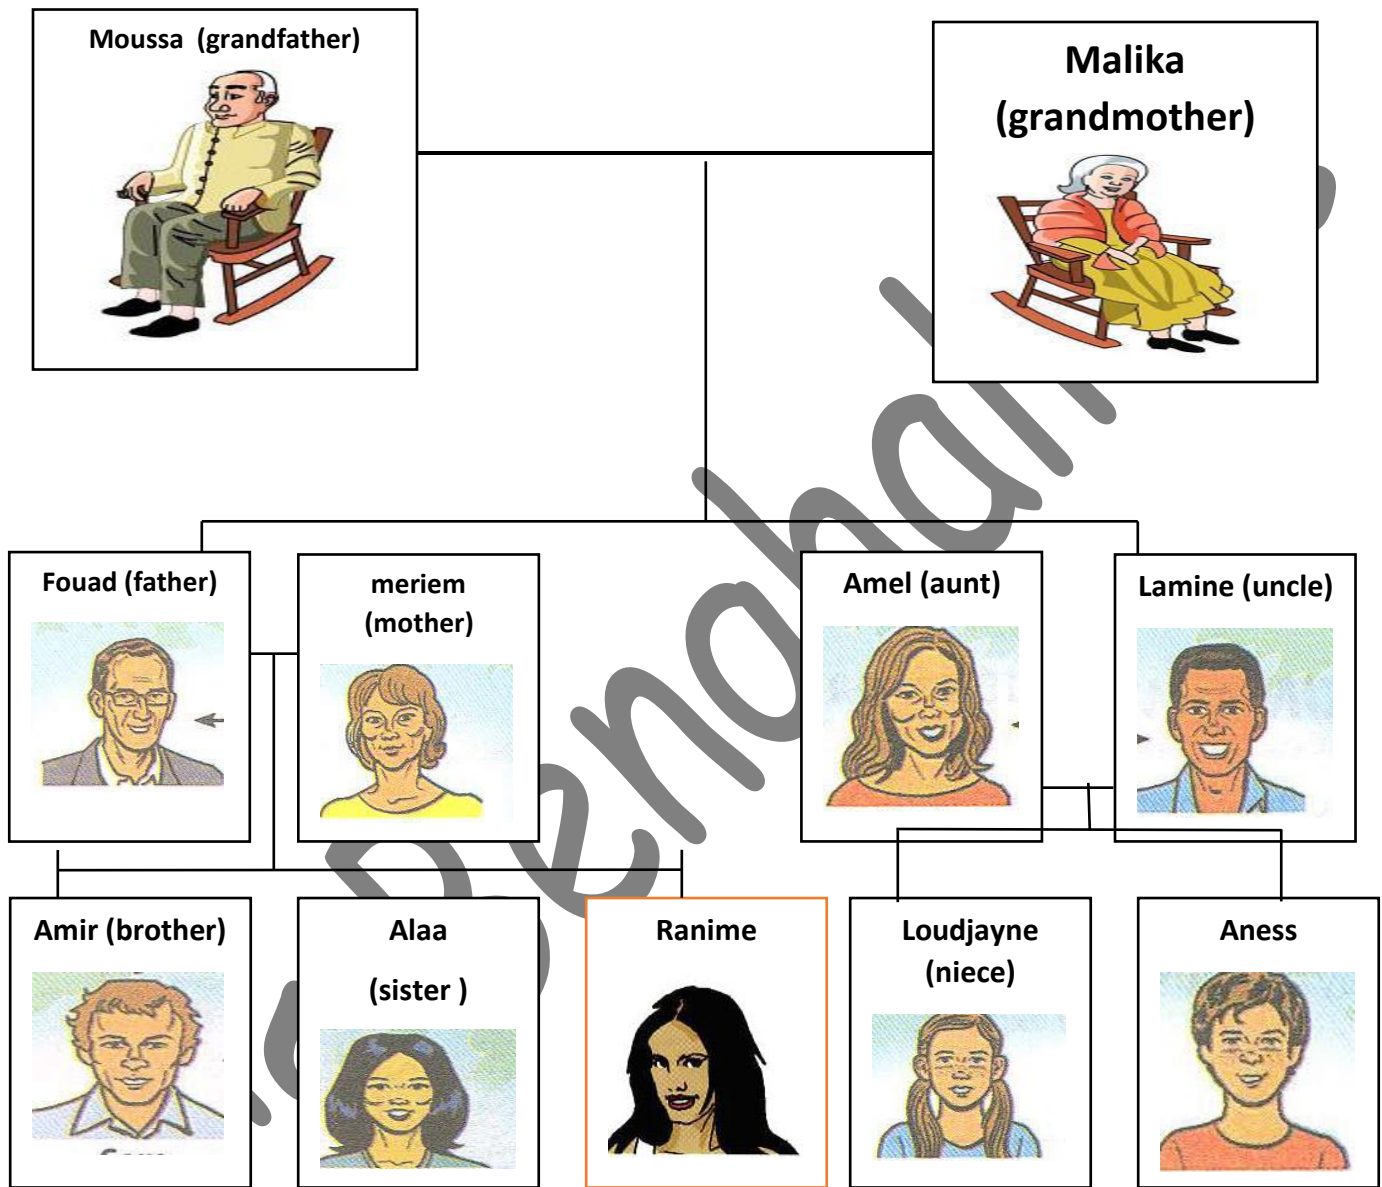 Moussa (grandfather)
Malika
(grandmother)
Fouad (father)
meriem
(mother)
Amel (aunt)
Lamine (uncle)
Amir (brother)
Alaa
(sister )
Ranime
Loudjayne
(niece)
Aness